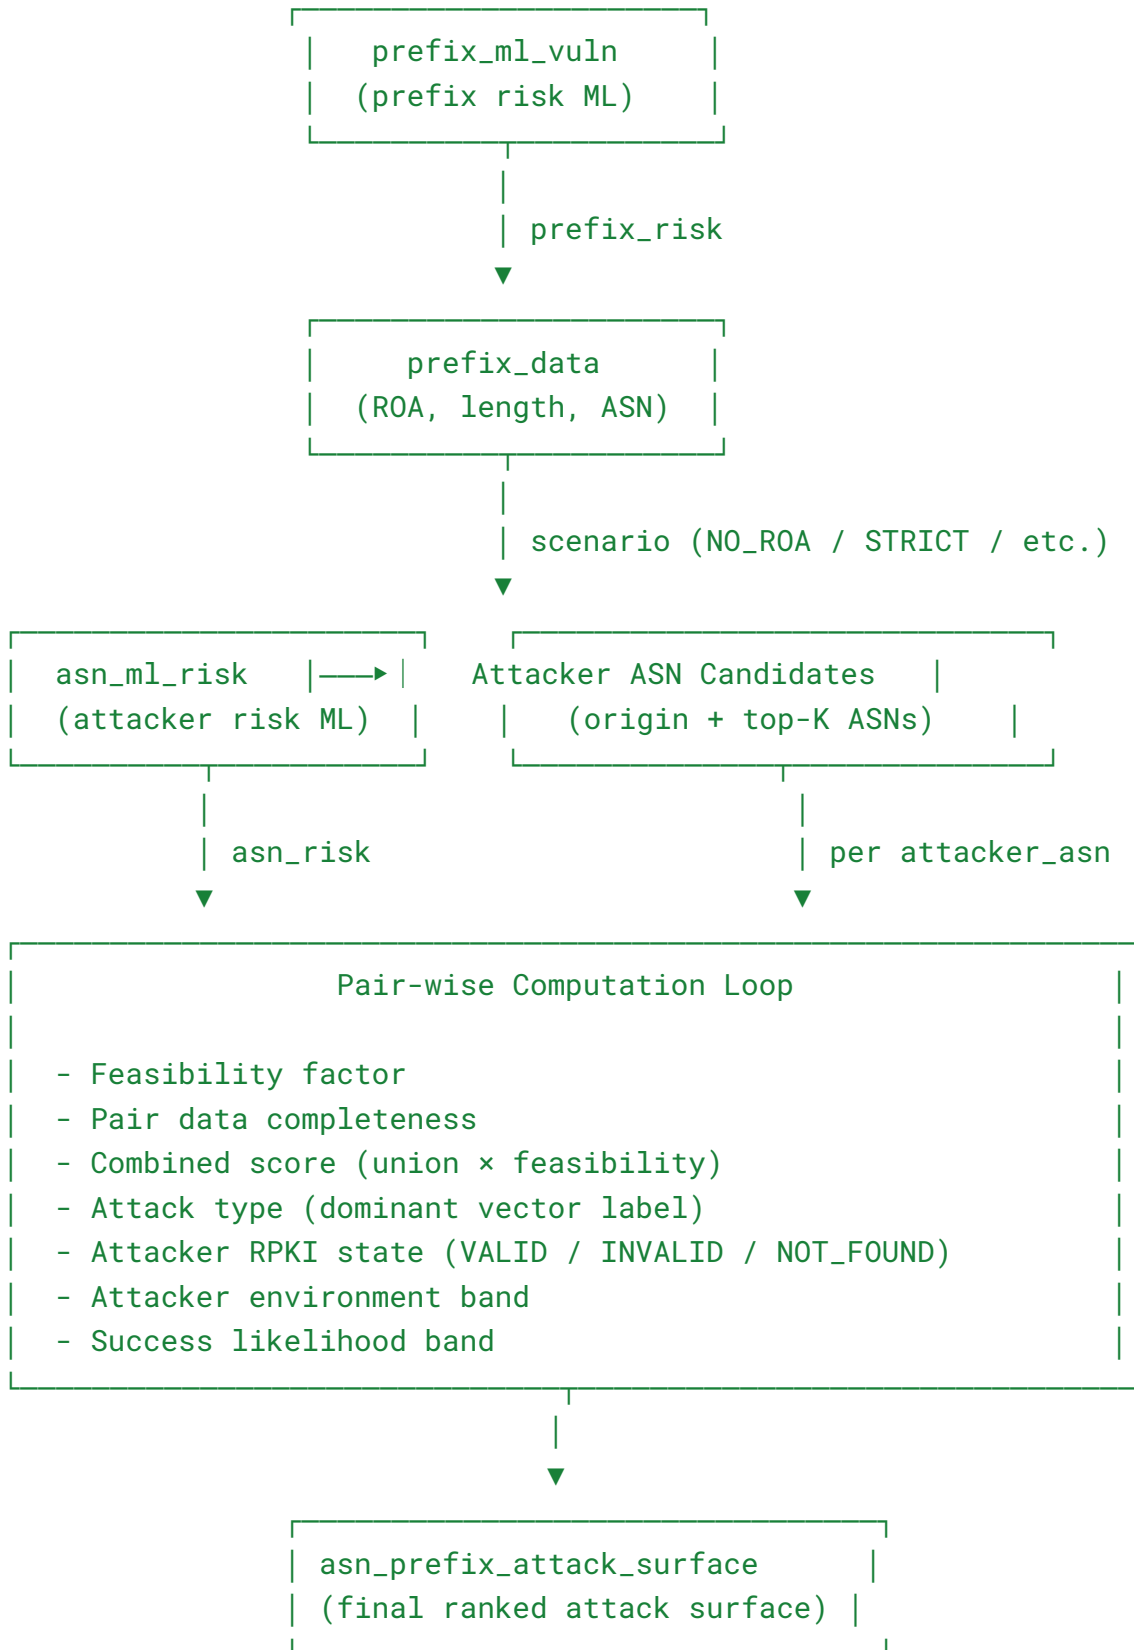 prefix_ml_vuln
(prefix risk ML)
prefix_risk
prefix_data
(ROA, length, ASN)
scenario (NO_ROA / STRICT / etc.)
asn_ml_risk Attacker ASN Candidates
(attacker risk ML) (origin + top-K ASNs)
asn_risk per attacker_asn
Pair-wise Computation Loop
- Feasibility factor
- Pair data completeness
- Combined score (union × feasibility)
- Attack type (dominant vector label)
- Attacker RPKI state (VALID / INVALID / NOT_FOUND)
- Attacker environment band
- Success likelihood band
asn_prefix_attack_surface
(final ranked attack surface)